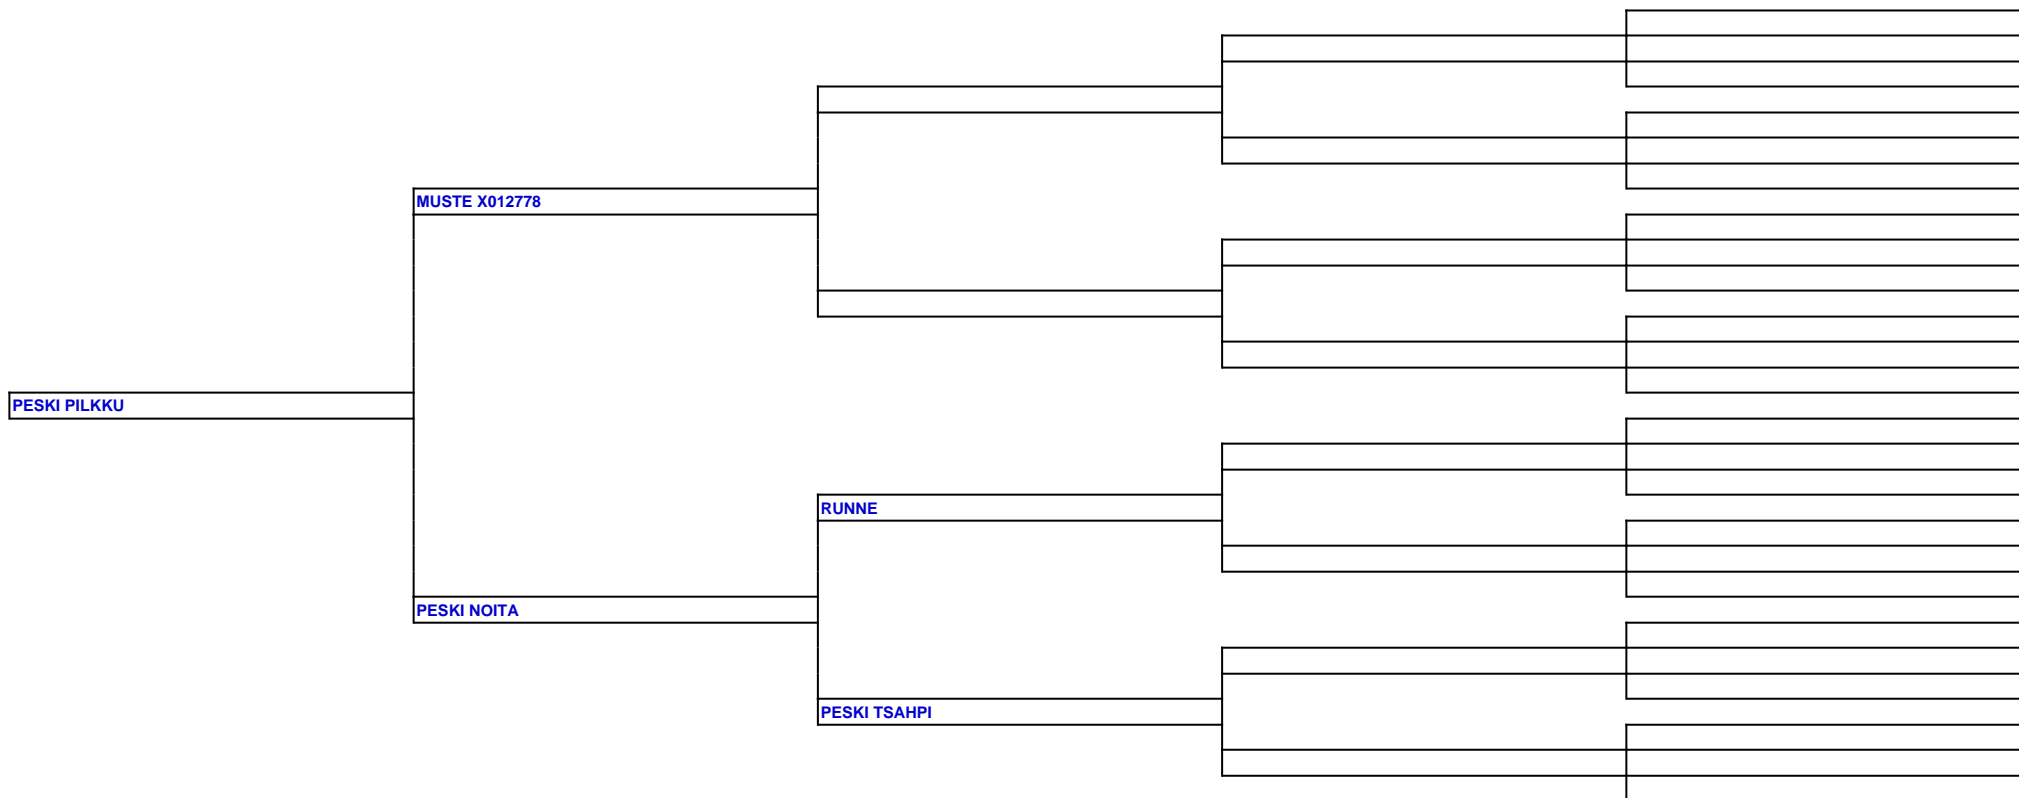 MUSTE X012778
PESKI PILKKU
RUNNE
PESKI NOITA
PESKI TSAHPI